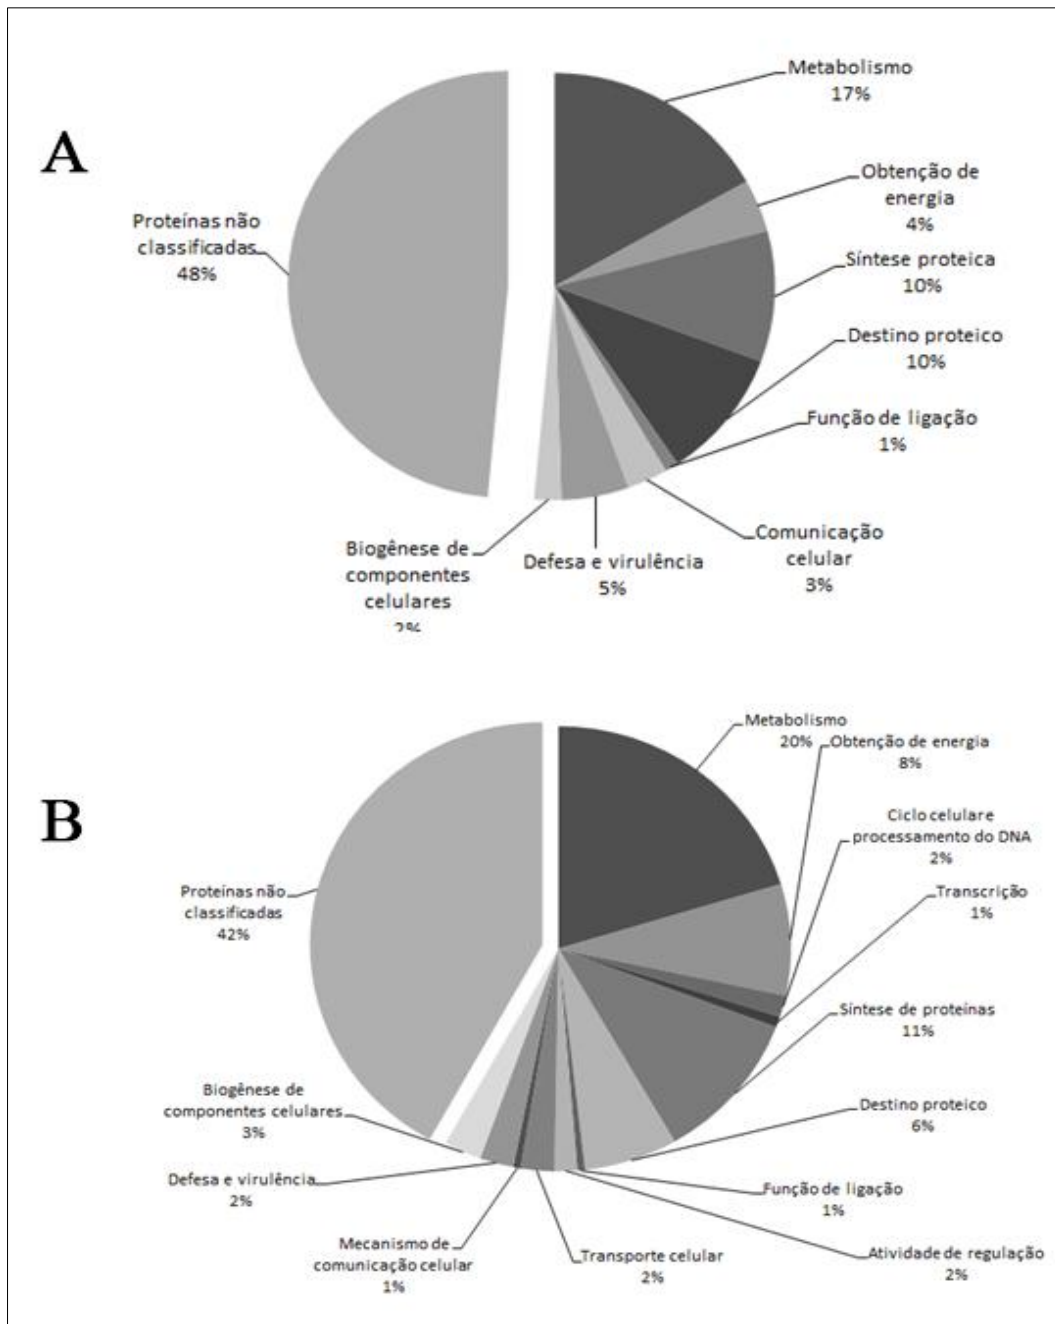 A
Metabolismo
17%
Obtenção de
energia
4%
Síntese proteica
10%
Destino proteico
10%
Função de ligação
1%
Comunicação
celular
3%
Defesa e virulência
5%
Biogênese de
componentes
celulares
2%
Proteínas não
classificadas
48%
B
Metabolismo
20%
Obtenção de energia
8%
Ciclo celular e
processamento do DNA
2%
Transcrição
1%
Síntese de proteínas
11%
Destino proteico
6%
Função de ligação
1%
Atividade de regulação
2%
Transporte celular
2%
Mecanismo de
comunicação celular
1%
Defesa e virulência
2%
Biogênese de
componentes celulares
3%
Proteínas não
classificadas
42%